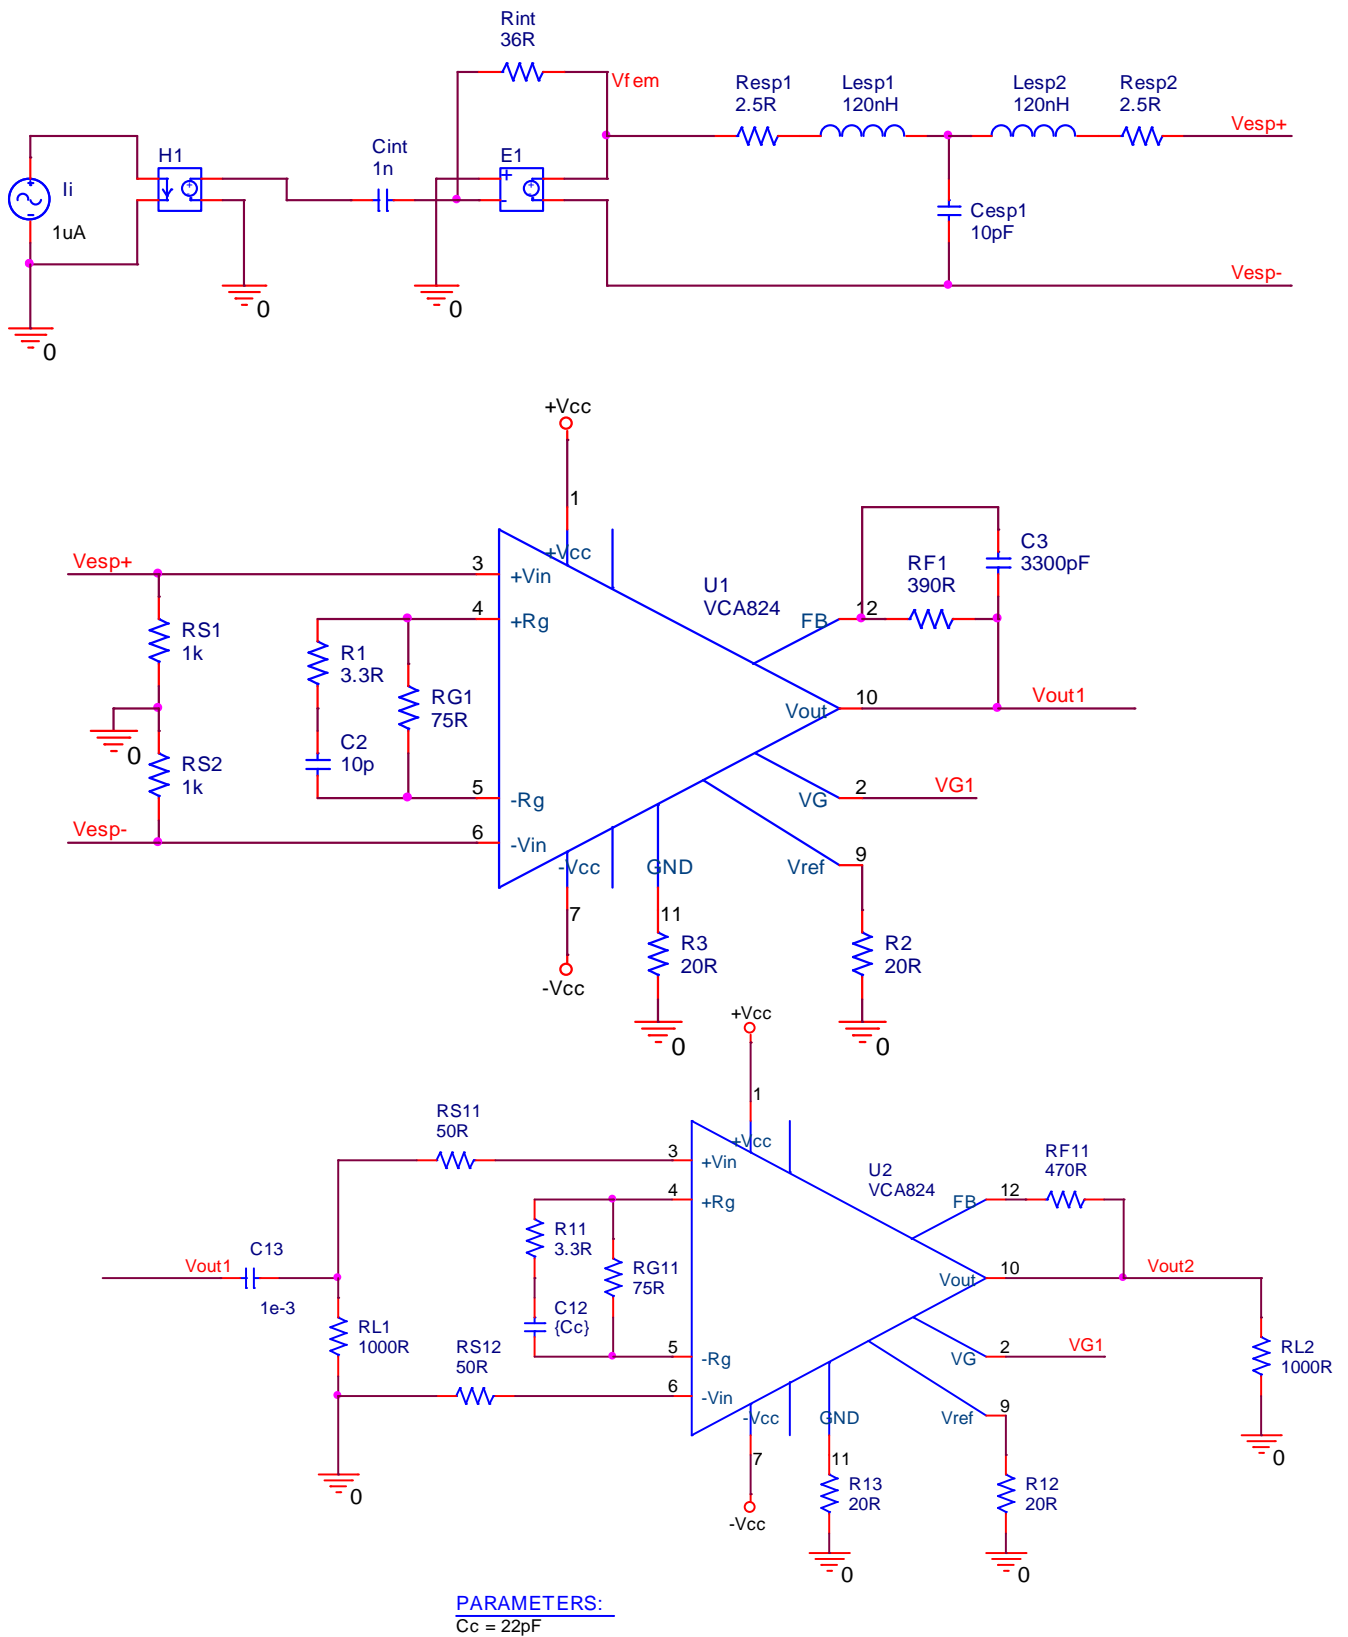 Rint
36R
Vfem
Resp1
2.5R
Lesp1
120nH
Lesp2
120nH
Resp2
2.5R
Vesp+
H1
Cint
1n
E1
+
-
Ii
1uA
Cesp1
10pF
Vesp-
0
0
0
+Vcc
1
+Vcc
Vesp+
3
+Vin
U1
VCA824
C3
3300pF
RF1
390R
FB
12
4
+Rg
RS1
1k
R1
3.3R
RG1
75R
Vout
10
Vout1
0
C2
10p
RS2
1k
5
-Rg
VG
2
VG1
Vesp-
6
-Vin
-Vcc
GND
Vref
9
7
11
R3
20R
R2
20R
-Vcc
0
0
+Vcc
1
+Vcc
RS11
50R
3
+Vin
U2
VCA824
RF11
470R
FB
12
4
+Rg
R11
3.3R
RG11
75R
Vout1
C13
1e-3
Vout
10
Vout2
RL1
1000R
C12
{Cc}
RS12
50R
5
-Rg
VG
2
VG1
RL2
1000R
6
-Vin
-Vcc
GND
Vref
9
7
11
R13
20R
R12
20R
-Vcc
0
0
0
0
PARAMETERS:
Cc = 22pF